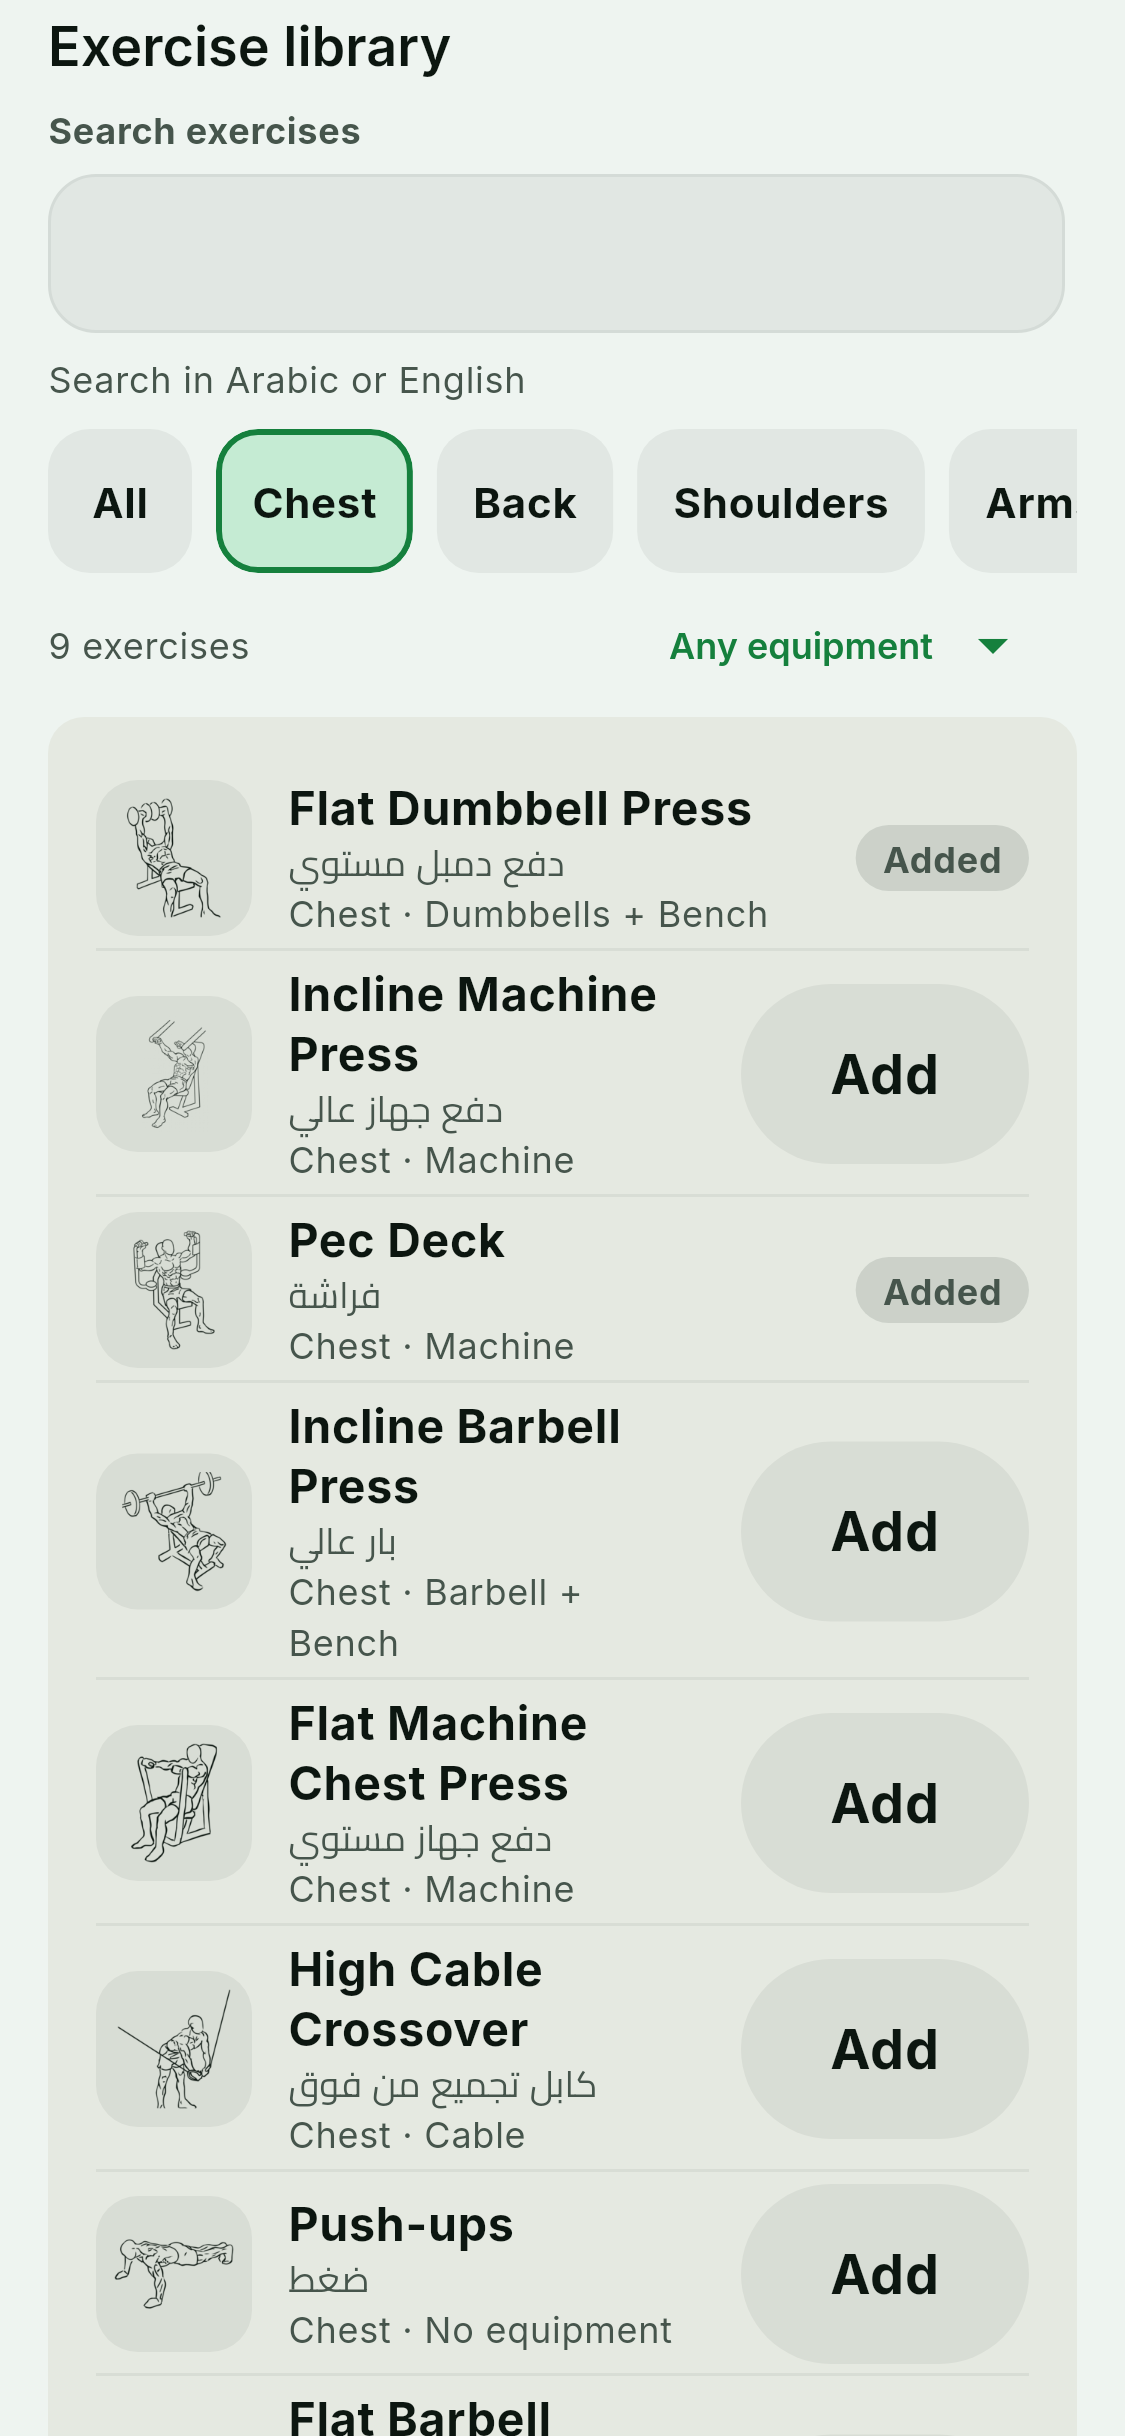 Exercise library
Search exercises
Search in Arabic or English
All
Chest
Back
Shoulders
9 exercises
Any equipment
Flat Dumbbell Press
دفع دمبل مستوي
Chest · Dumbbells + Bench
Added
Incline Machine
Press
دفع جهاز عالي
Chest · Machine
Add
Pec Deck
فراشة
Chest · Machine
Added
Incline Barbell
Press
بار عالي
Chest · Barbell +
Bench
Add
Flat Machine
Chest Press
دفع جهاز مستوي
Chest · Machine
Add
High Cable
Crossover
كابل تجميع من فوق
Chest · Cable
Add
Push-ups
ضغط
Chest · No equipment
Add
Flat Barbell